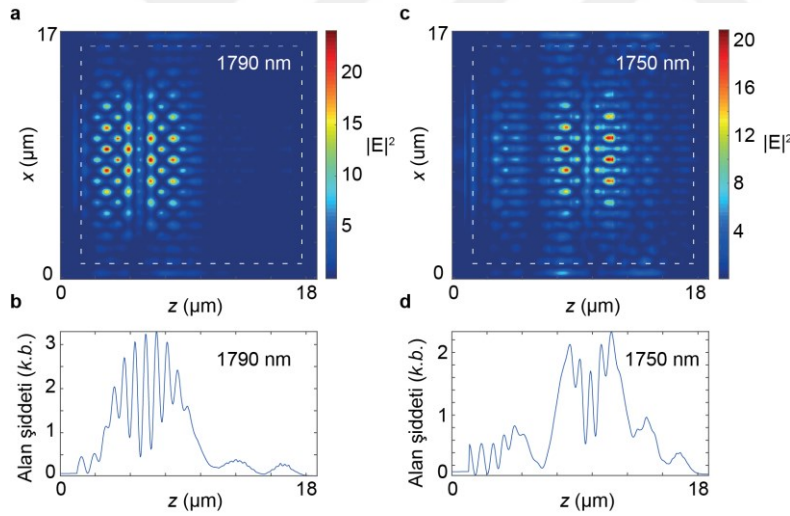 a
17
1790 nm
x (μm)
0
0
18
z (μm)
20
15
10
5
|E|²
c
17
1750 nm
x (μm)
0
0
18
z (μm)
20
16
12
8
4
|E|²
b
Alan şiddeti (k.b.)
3
2
1
0
1790 nm
0
18
z (μm)
d
Alan şiddeti (k.b.)
2
1
0
1750 nm
0
18
z (μm)